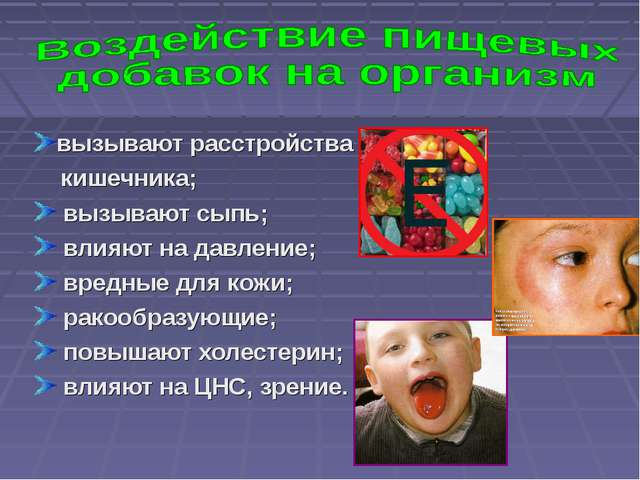 Воздействие пищевых
добавок на организм
вызывают расстройства
кишечника;
вызывают сыпь;
влияют на давление;
вредные для кожи;
ракообразующие;
повышают холестерин;
влияют на ЦНС, зрение.
E